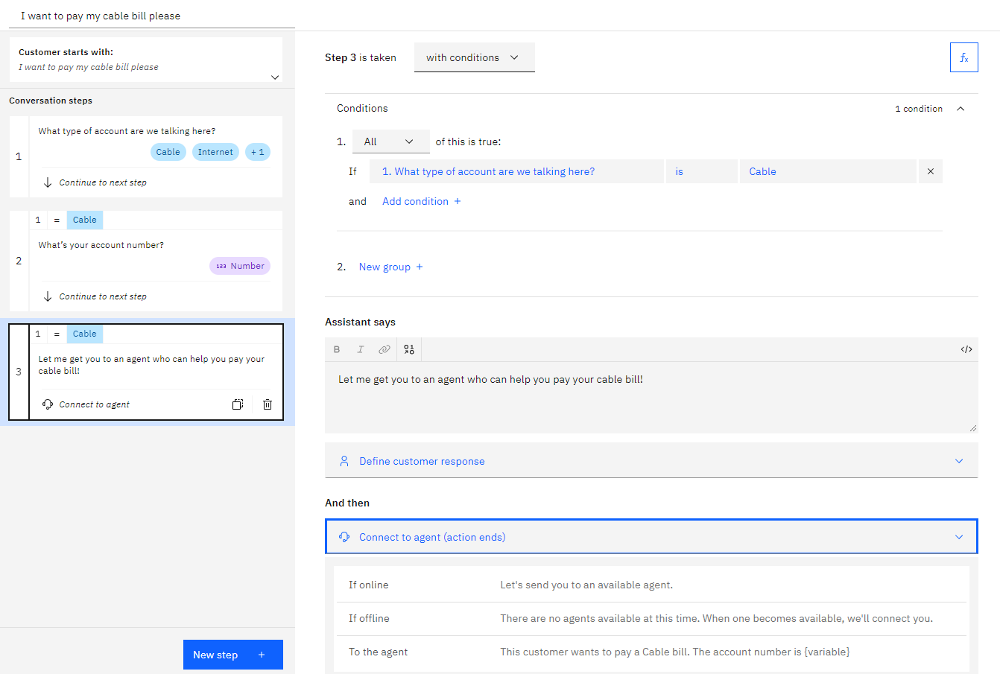 I want to pay my cable bill please
Customer starts with:
I want to pay my cable bill please
Conversation steps
1
What type of account are we talking here?
Cable Internet + 1
Continue to next step
2
1 = Cable
What's your account number?
123 Number
Continue to next step
3
1 = Cable
Let me get you to an agent who can help you pay your
cable bill!
Connect to agent
New step +
Step 3 is taken with conditions
fx
Conditions 1 condition
1. All of this is true:
If 1. What type of account are we talking here? is Cable ×
and Add condition +
2. New group +
Assistant says
B I </>
Let me get you to an agent who can help you pay your cable bill!
Define customer response
And then
Connect to agent (action ends)
If online Let's send you to an available agent.
If offline There are no agents available at this time. When one becomes available, we'll connect you.
To the agent This customer wants to pay a Cable bill. The account number is {variable}